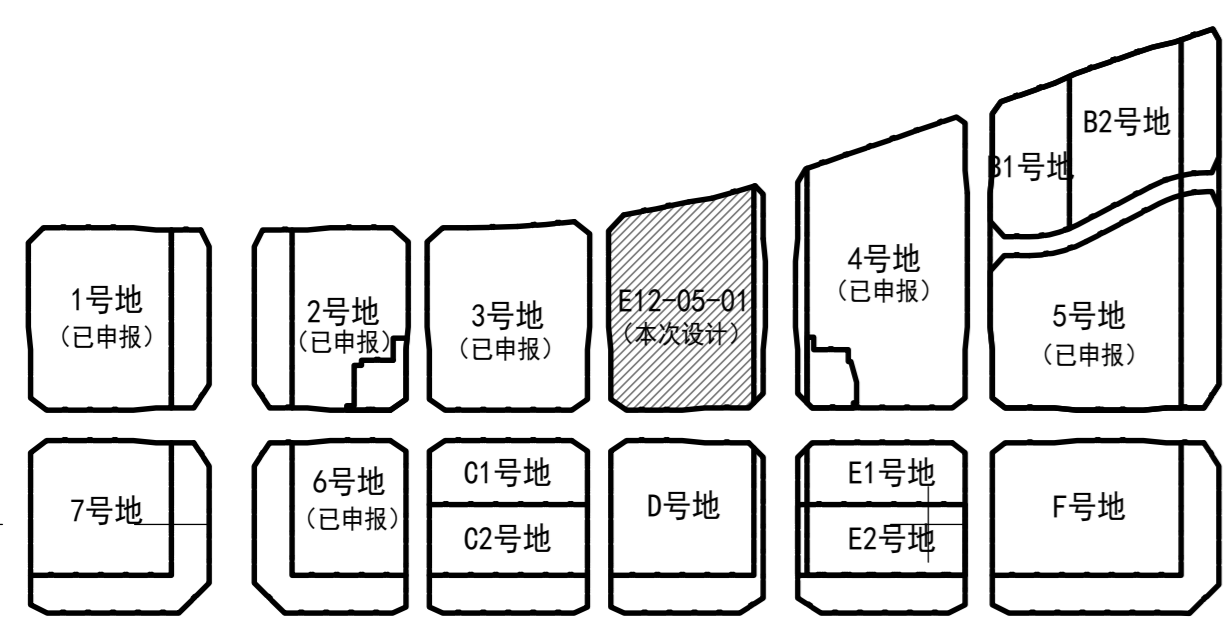 B2号地
B1号地
1号地
（已申报）
2号地
（已申报）
3号地
（已申报）
E12-05-01
（本次设计）
4号地
（已申报）
5号地
（已申报）
7号地
6号地
（已申报）
C1号地
C2号地
D号地
E1号地
E2号地
F号地